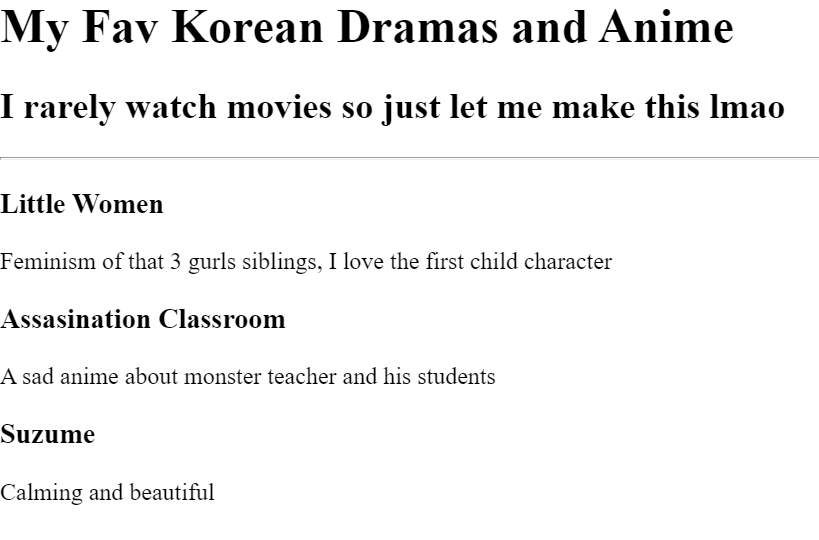 My Fav Korean Dramas and Anime
I rarely watch movies so just let me make this lmao
Little Women
Feminism of that 3 gurls siblings, I love the first child character
Assasination Classroom
A sad anime about monster teacher and his students
Suzume
Calming and beautiful